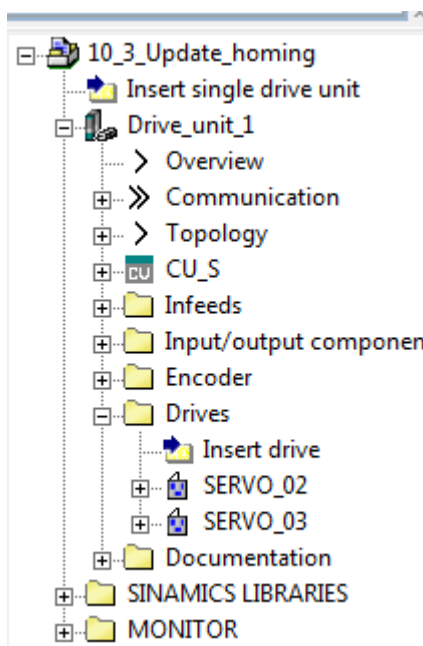 10_3_Update_homing
Insert single drive unit
Drive_unit_1
Overview
Communication
Topology
CU CU_S
Infeeds
Input/output componen
Encoder
Drives
Insert drive
SERVO_02
SERVO_03
Documentation
SINAMICS LIBRARIES
MONITOR